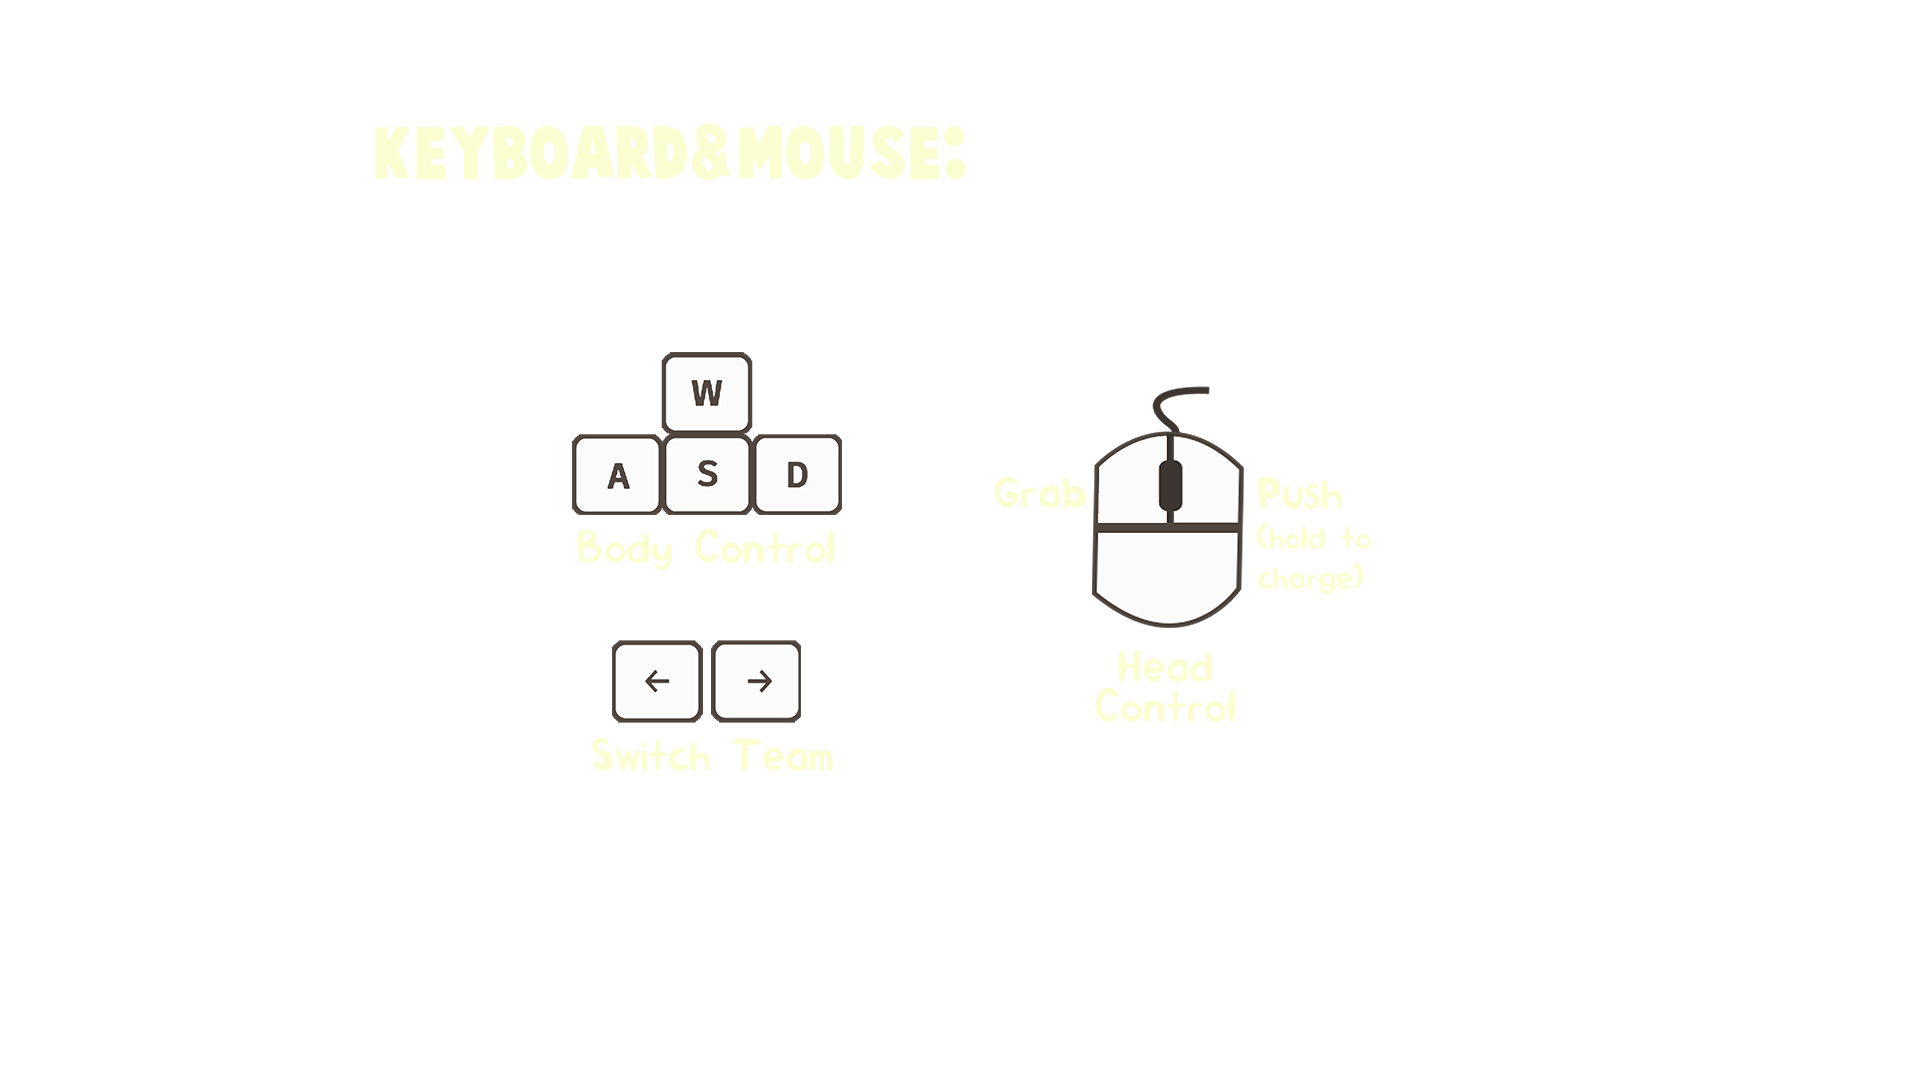 KEYBOARD&MOUSE:
W
A S D
Body Control
← →
Switch Team
Grab
Push
(hold to
charge)
Head
Control